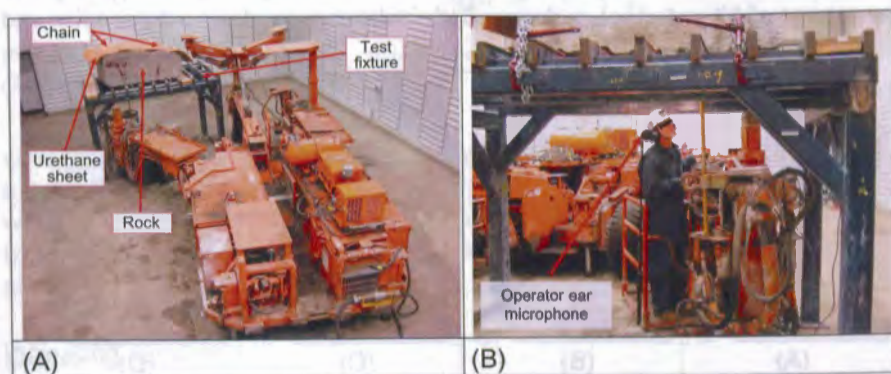 Chain
Test
fixture
Urethane
sheet
Rock
(A)
Operator ear
microphone
(B)